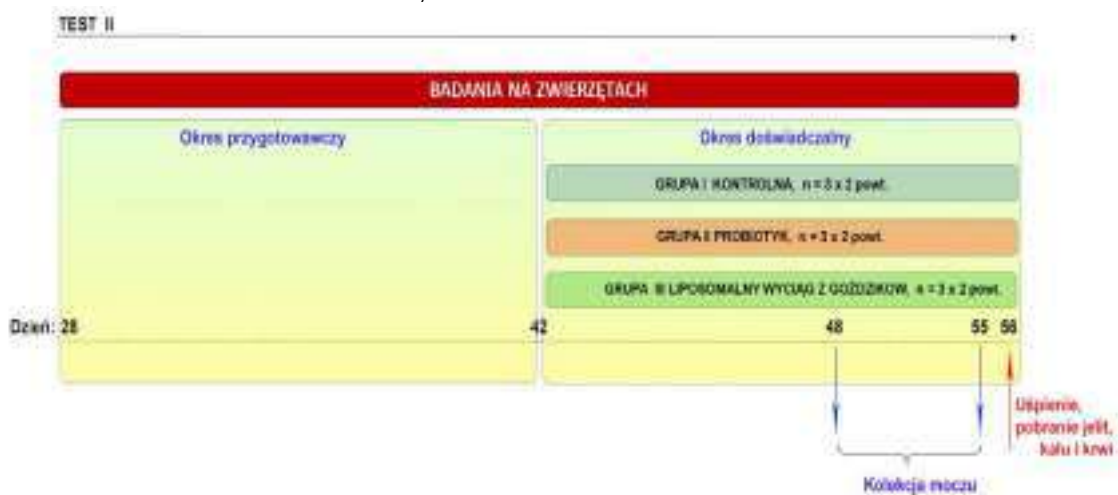 TEST II
BADANIA NA ZWIERZĘTACH
Okres przygotowawczy
Okres doświadczalny
GRUPA I KONTROLNA, n = 3 x 2 powt.
GRUPA II PROBIOTYK, n = 3 x 2 powt.
GRUPA III LIPOSOMALNY WYCIĄG Z GOŹDZIKÓW, n = 3 x 2 powt.
Dzień: 28 42 48 55 56
Uśpienie,
pobranie jelit,
kału i krwi
Kolekcja moczu